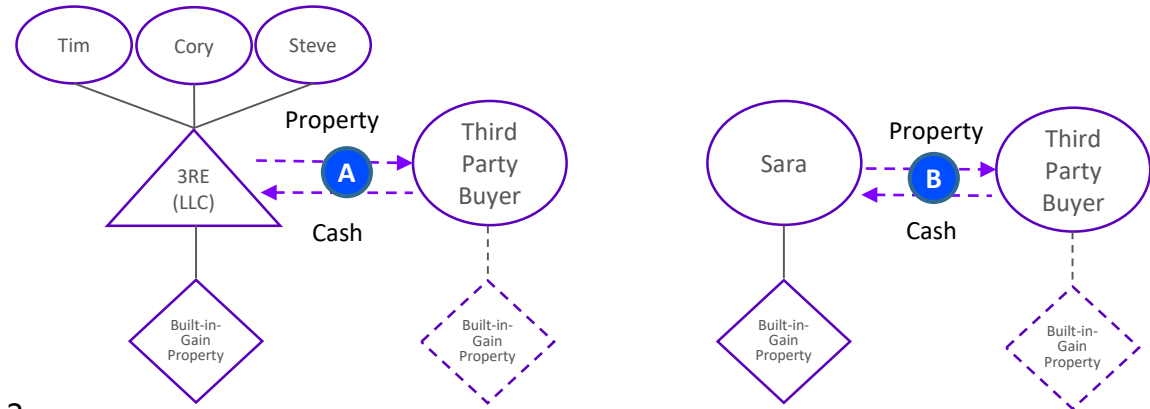 Tim
Cory
Steve
Property
Third
Party
Buyer
A
3RE
(LLC)
Cash
Built-in-
Gain
Property
Built-in-
Gain
Property
Sara
Property
B
Cash
Third
Party
Buyer
Built-in-
Gain
Property
Built-in-
Gain
Property